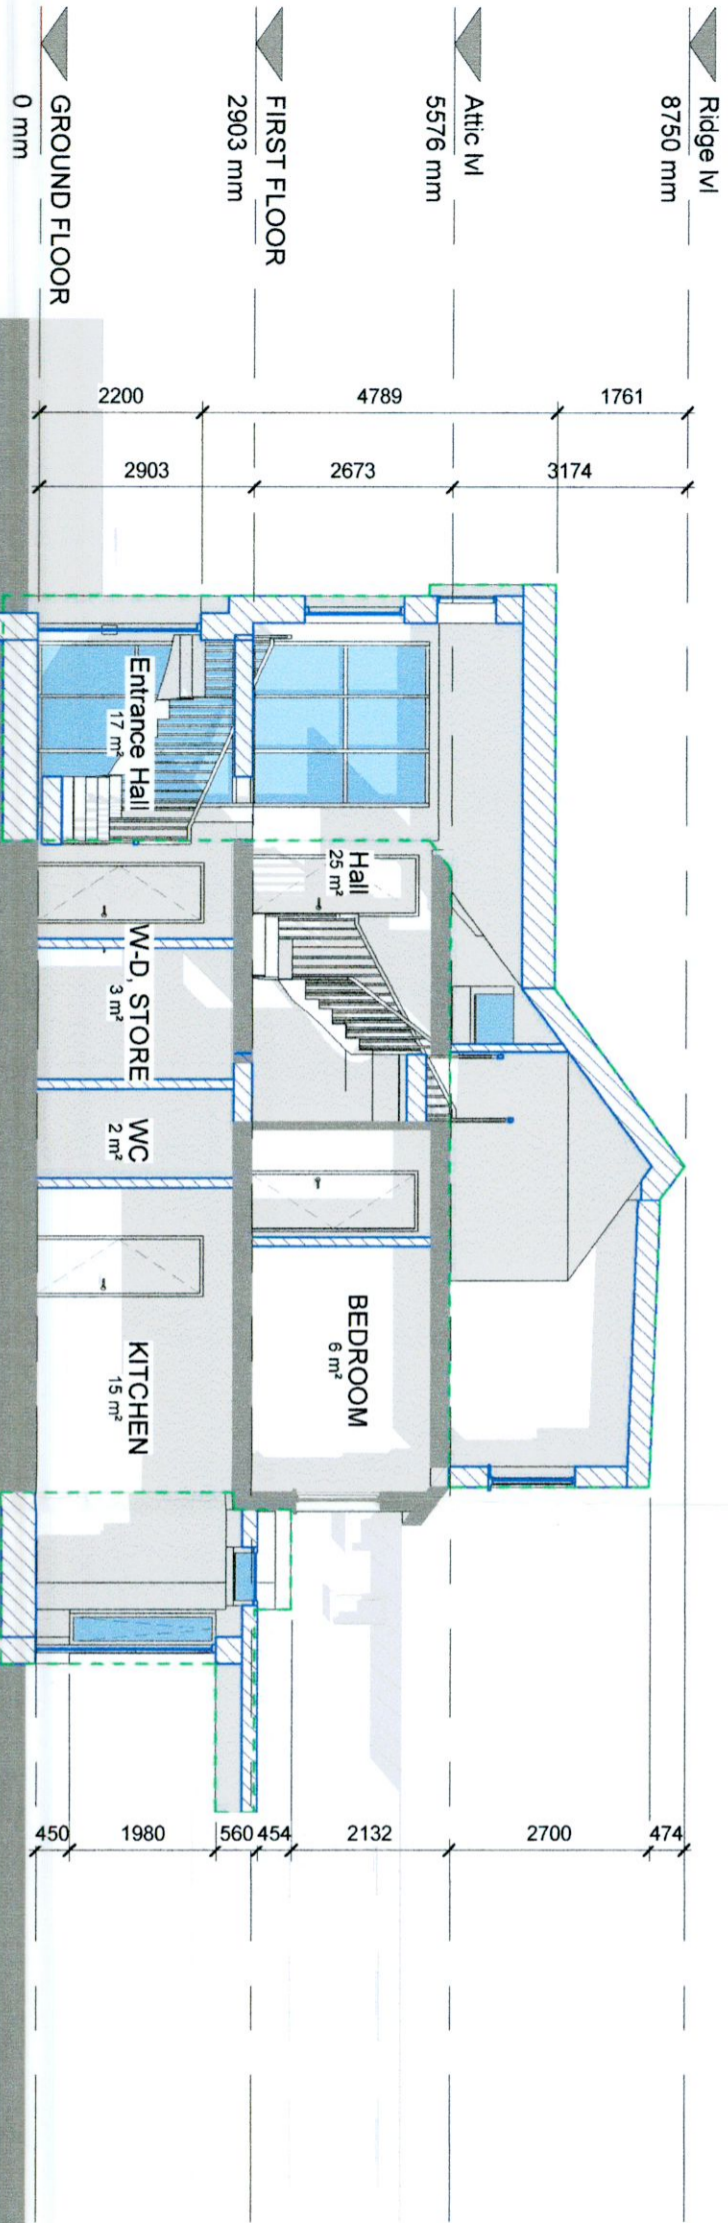 Ridge lvl
8750 mm
Attic lvl
5576 mm
FIRST FLOOR
2903 mm
GROUND FLOOR
0 mm
1761
4789
2200
3174
2673
2903
Entrance Hall
17 m²
Hall
25 m²
W-D, STORE
3 m²
WC
2 m²
BEDROOM
6 m²
KITCHEN
15 m²
474
2700
2132
454
560
1980
450